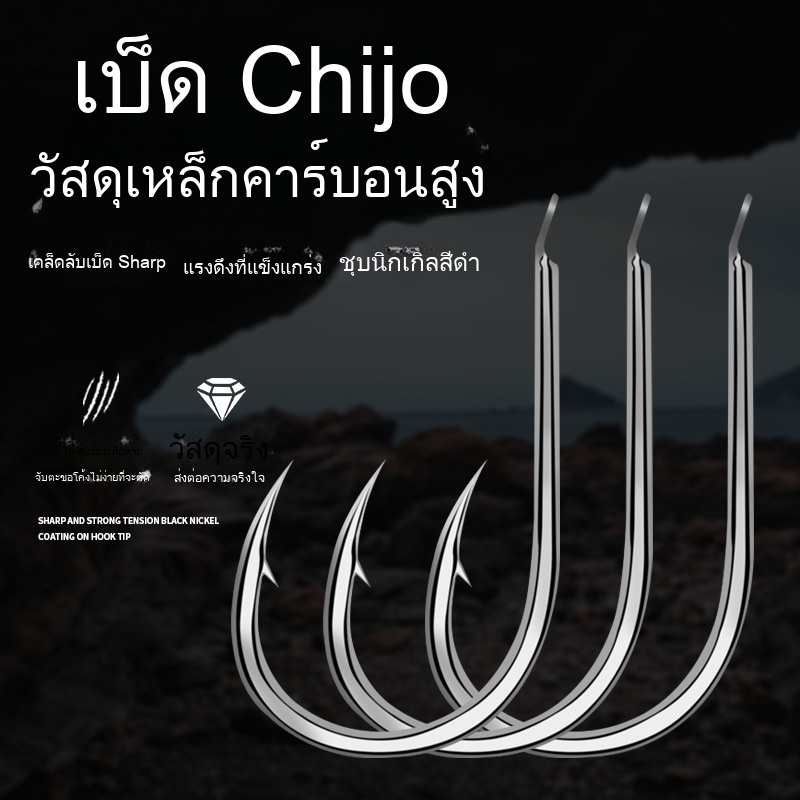 เบ็ด Chijo
วัสดุเหล็กคาร์บอนสูง
เคล็ดลับเบ็ด Sharp แรงดึงที่แข็งแกร่ง ชุบนิกเกิลสีดำ
วัสดุจริง
จับตะขอโค้งไม่ง่ายที่จะตัด ส่งต่อความจริงใจ
SHARP AND STRONG TENSION BLACK NICKEL
COATING ON HOOK TIP